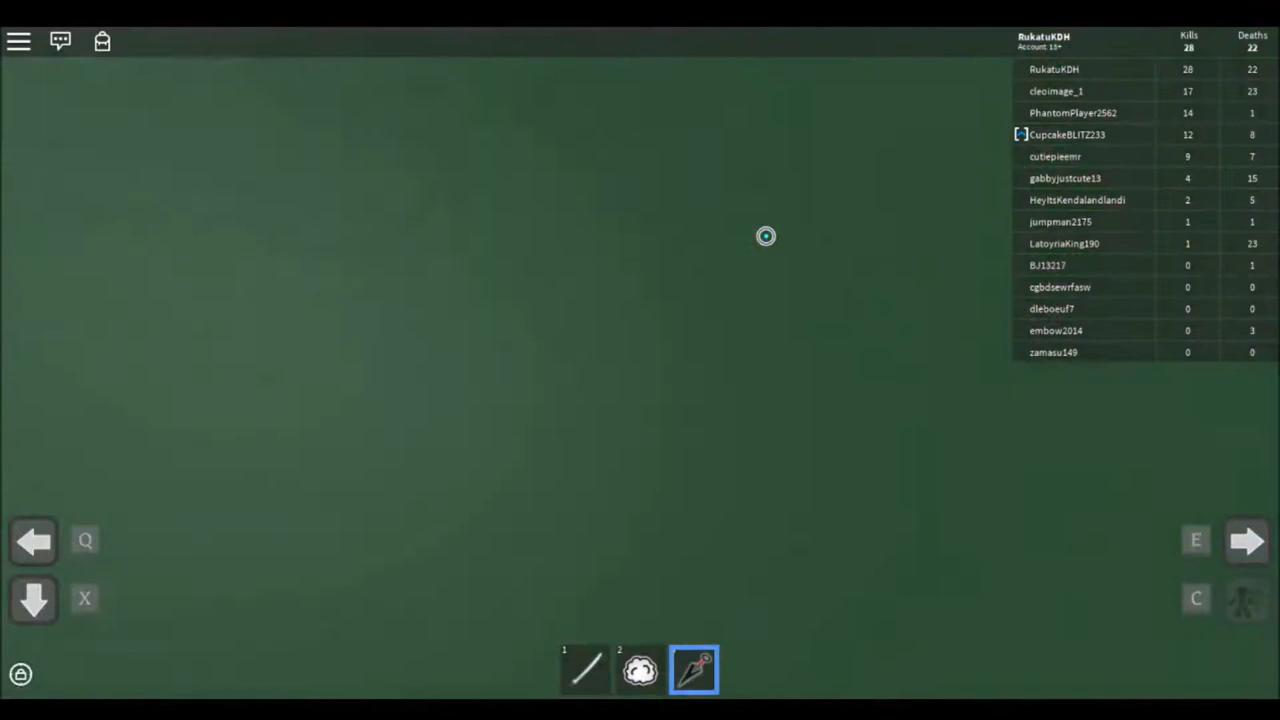 RukatuKDH Kills Deaths
Account: 13+ 28 22
RukatuKDH 28 22
cleoimage_1 17 23
PhantomPlayer2562 14 1
CupcakeBLITZ233 12 8
cutiepieemr 9 7
gabbyjustcute13 4 15
HeyItsKendalandlandi 2 5
jumpman2175 1 1
LatoyriaKing190 1 23
BJ13217 0 1
cgbdsewrfasw 0 0
dleboeuf7 0 0
embow2014 0 3
zamasu149 0 0
Q E
X C
1 2